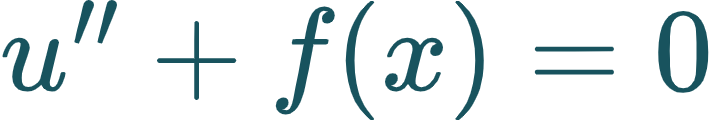 u′′ + f(x) = 0